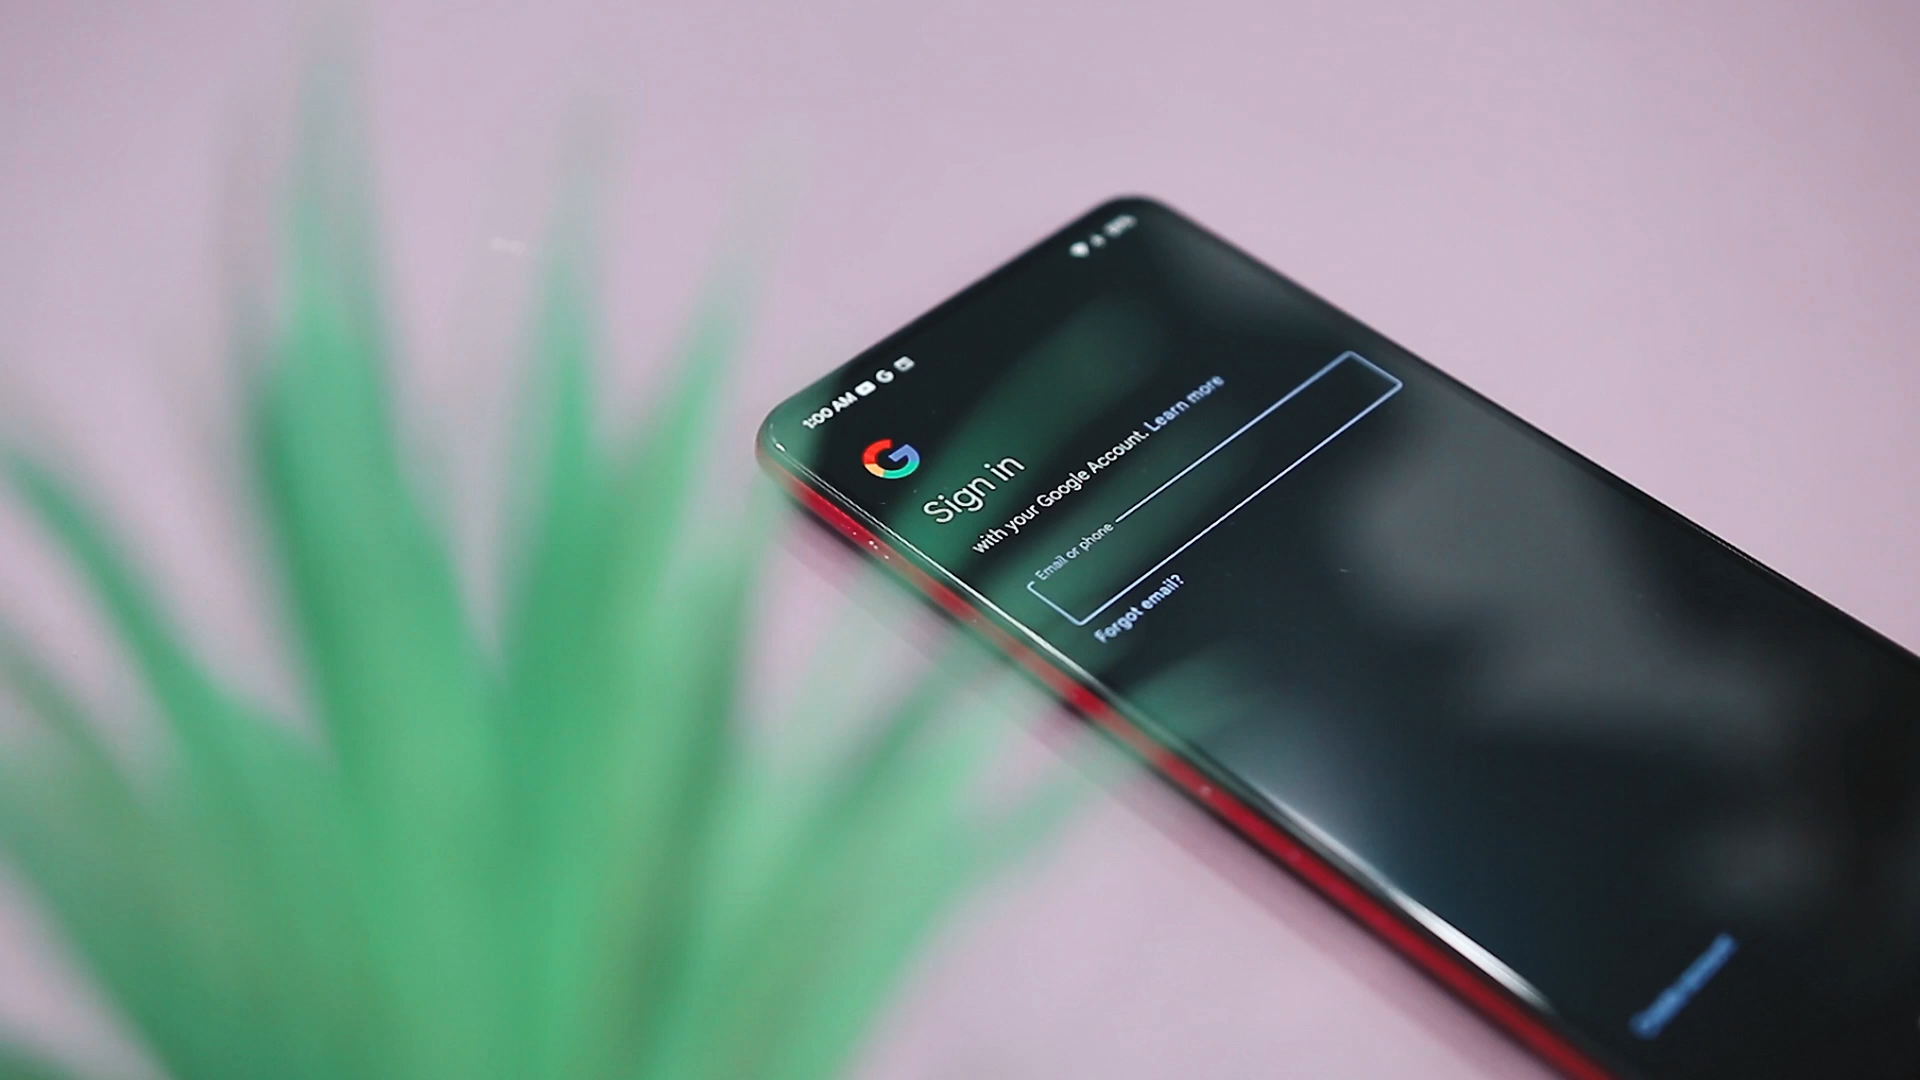 1:00 AM
Sign in
with your Google Account. Learn more
Email or phone
Forgot email?